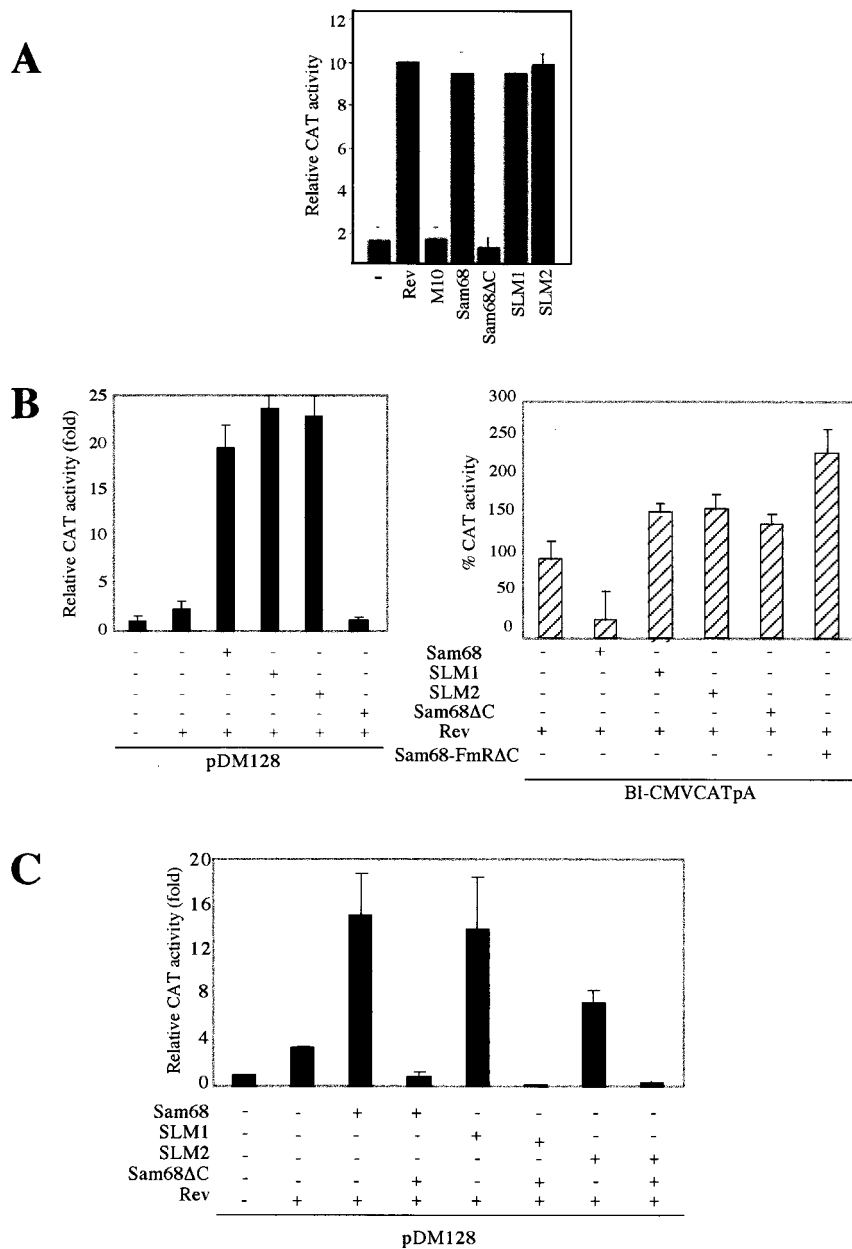 A
Relative CAT activity
12
10
8
6
4
2
-
Rev
M10
Sam68
Sam68ΔC
SLM1
SLM2
B
Relative CAT activity (fold)
25
20
15
10
5
0
- - + - - -
- - - + - -
- - - - + -
- - - - - +
- + + + + +
pDM128
% CAT activity
300
250
200
150
100
50
0
Sam68 - + - - - -
SLM1 - - + - - -
SLM2 - - - + - -
Sam68ΔC - - - - + -
Rev + + + + + +
Sam68-FmRΔC - - - - - +
Bl-CMVCATpA
C
Relative CAT activity (fold)
20
16
12
8
4
0
Sam68 - - + + - - - -
SLM1 - - - - + + - -
SLM2 - - - - - - + +
Sam68ΔC - - - + - + - +
Rev - + + + + + + +
pDM128